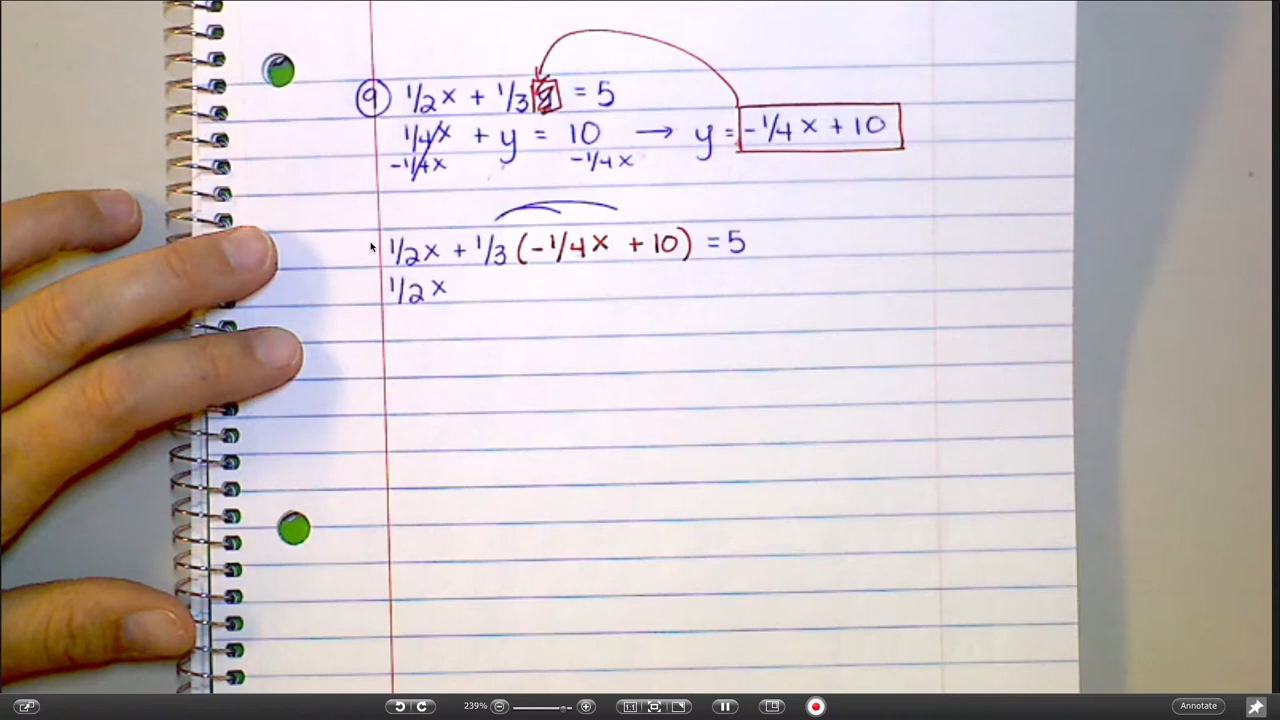 9 1/2x + 1/3y = 5
1/4x + y = 10 → y = -1/4x + 10
-1/4x -1/4x
1/2x + 1/3(-1/4x + 10) = 5
1/2x
239%
Annotate